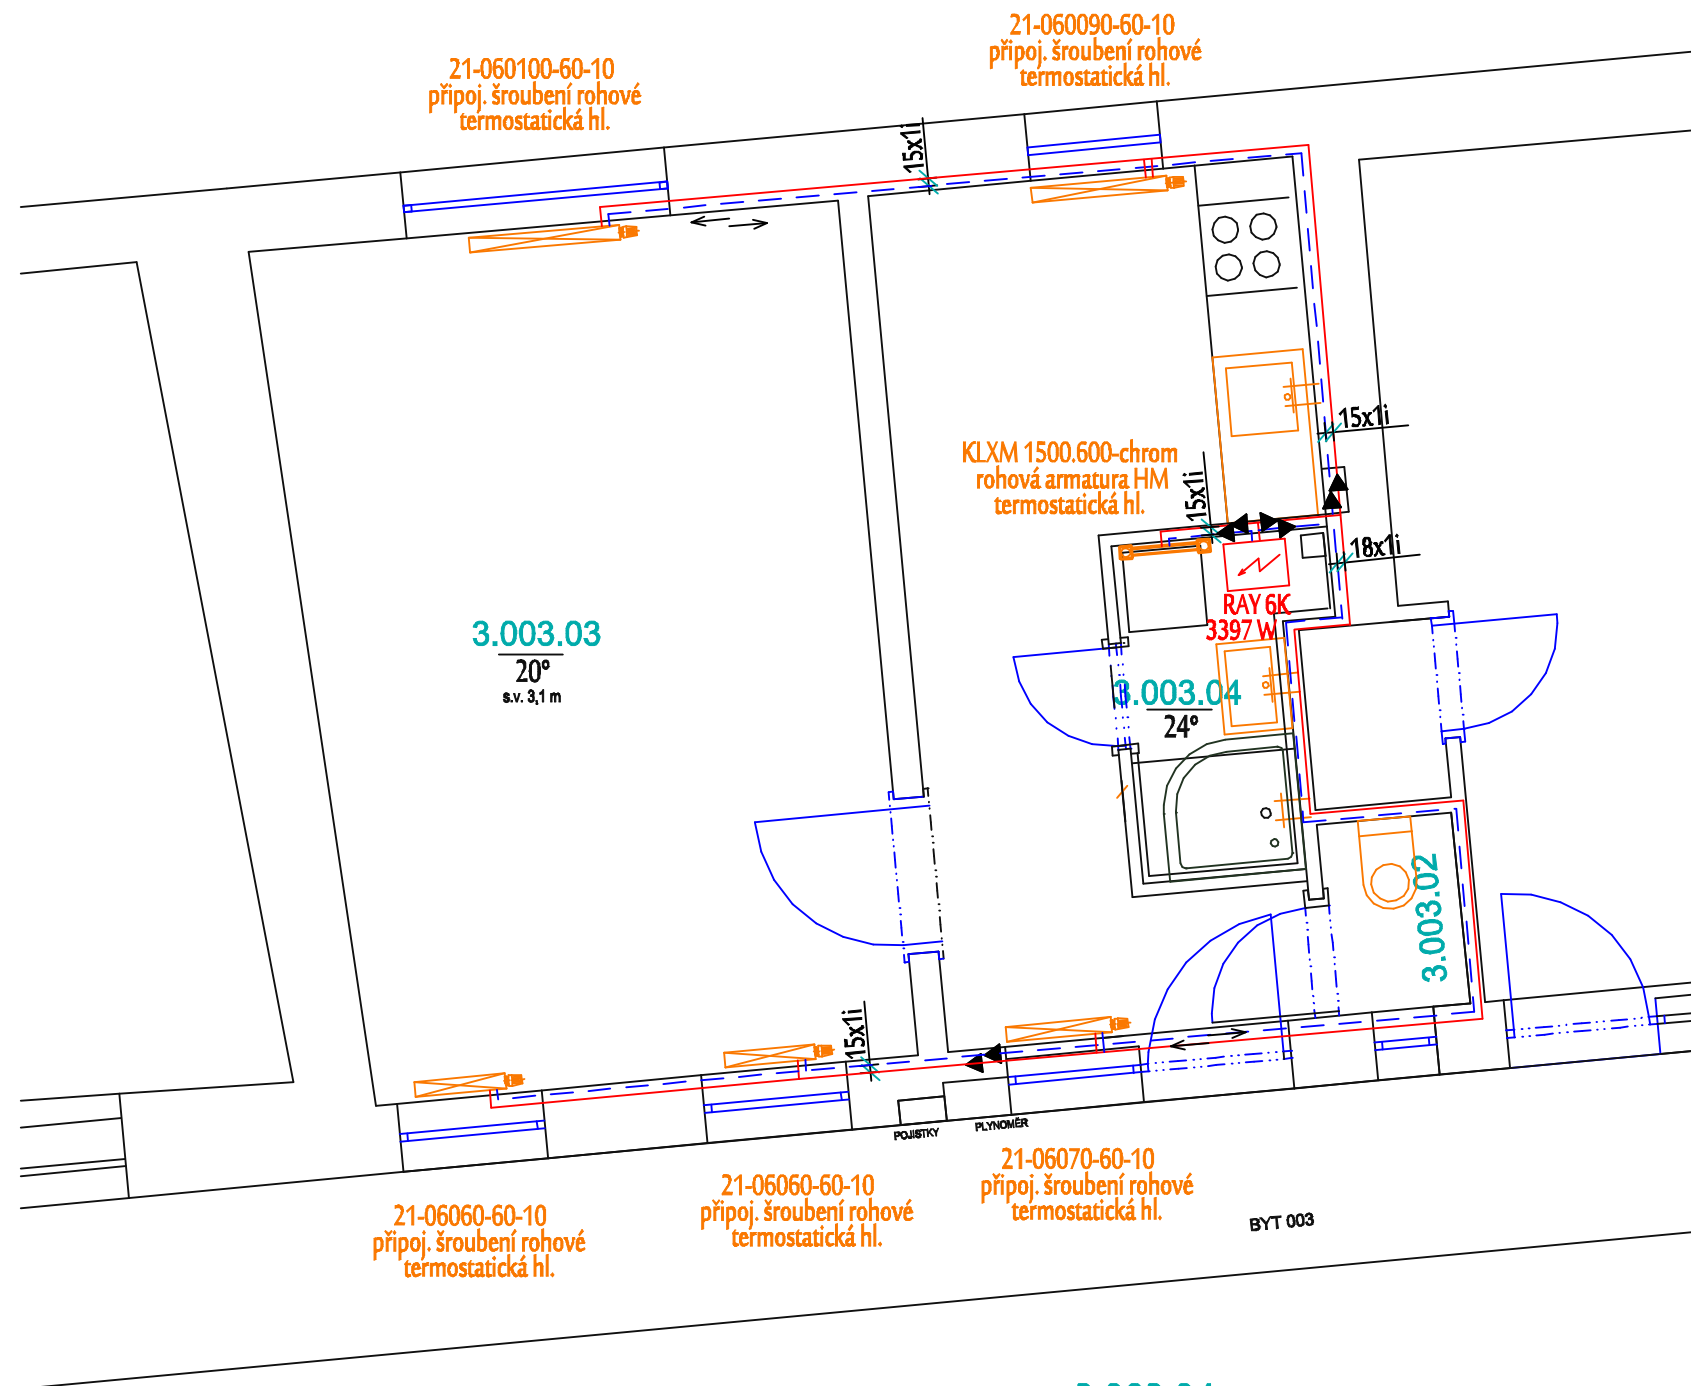 21-060090-60-10
připoj. šroubení rohové
termostatická hl.
21-060100-60-10
připoj. šroubení rohové
termostatická hl.
15x1i
15x1i
KLXM 1500.600-chrom
rohová armatura HM
termostatická hl.
15x1i
18x1i
RAY 6K
3397 W
3.003.03
20°
s.v. 3,1 m
3.003.04
24°
3.003.02
15x1i
POJISTKY
PLYNOMĚR
21-06070-60-10
připoj. šroubení rohové
termostatická hl.
21-06060-60-10
připoj. šroubení rohové
termostatická hl.
21-06060-60-10
připoj. šroubení rohové
termostatická hl.
BYT 003